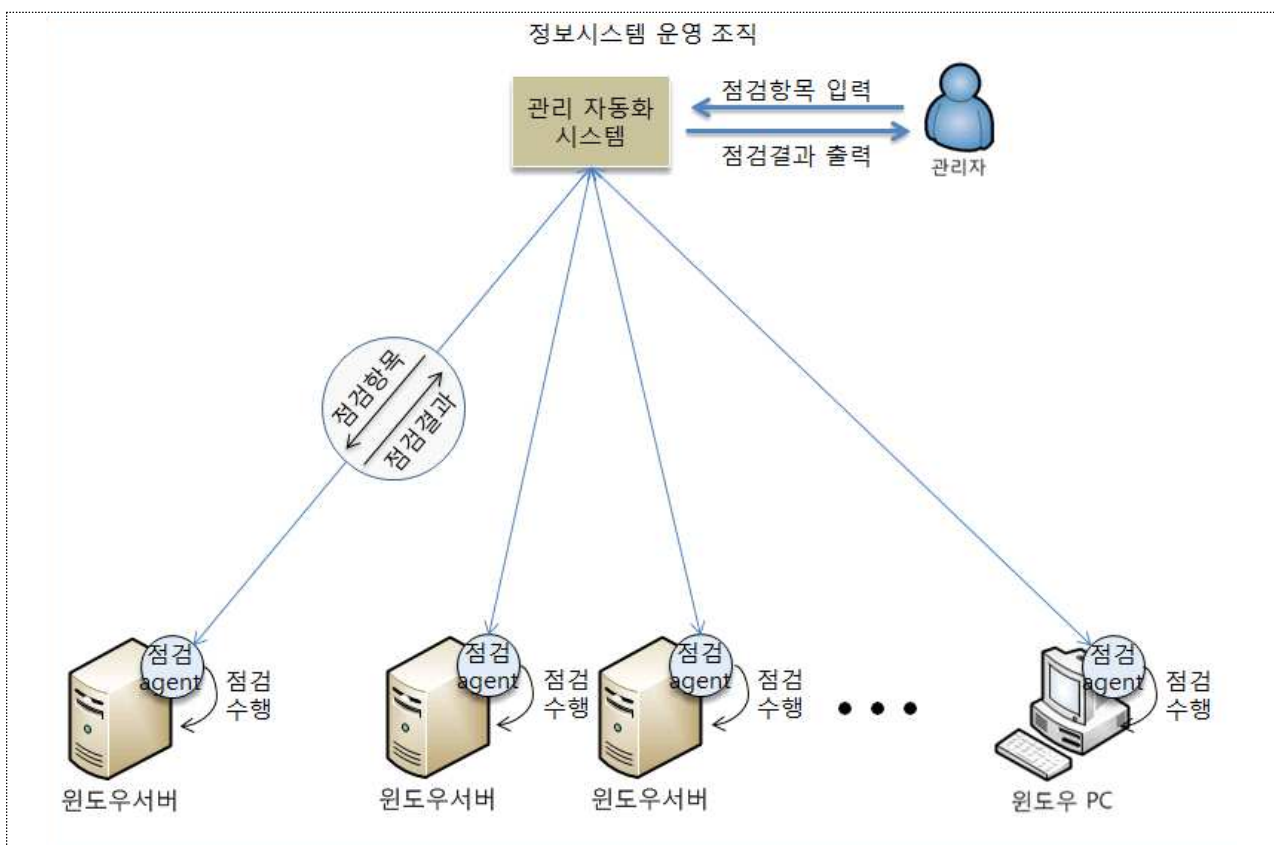 정보시스템 운영 조직
관리 자동화
시스템
점검항목 입력
점검결과 출력
관리자
점검항목
점검결과
점검
agent
점검
수행
윈도우서버
점검
agent
점검
수행
윈도우서버
점검
agent
점검
수행
윈도우서버
점검
agent
점검
수행
윈도우 PC